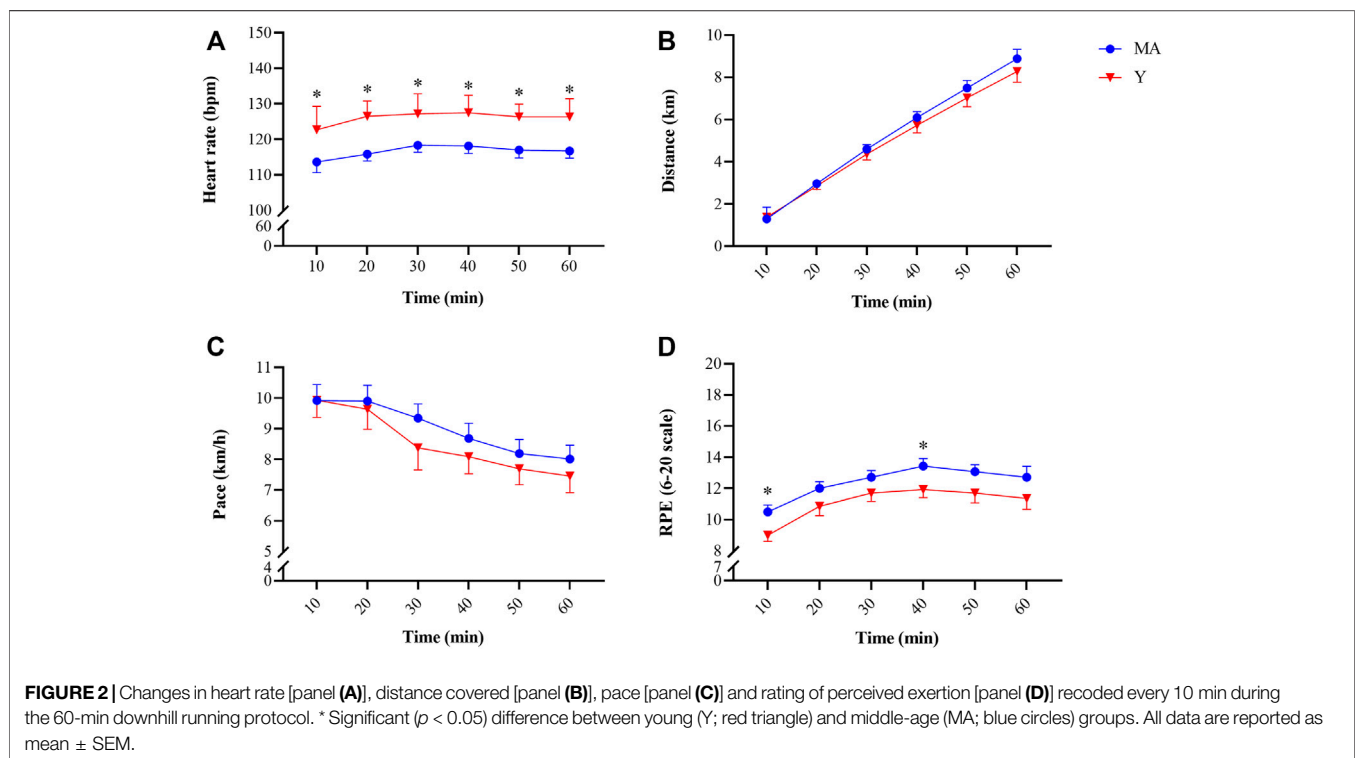 A
Heart rate (bpm)
150
140
130
120
110
100
60
0
* * * * * *
10 20 30 40 50 60
Time (min)
B
Distance (km)
10
8
6
4
2
0
10 20 30 40 50 60
Time (min)
MA
Y
C
Pace (km/h)
11
10
9
8
7
6
5
4
0
10 20 30 40 50 60
Time (min)
D
RPE (6-20 scale)
20
18
16
14
12
10
8
7
0
* *
10 20 30 40 50 60
Time (min)
FIGURE 2 | Changes in heart rate [panel (A)], distance covered [panel (B)], pace [panel (C)] and rating of perceived exertion [panel (D)] recoded every 10 min during
the 60-min downhill running protocol. * Significant (p < 0.05) difference between young (Y; red triangle) and middle-age (MA; blue circles) groups. All data are reported as
mean ± SEM.